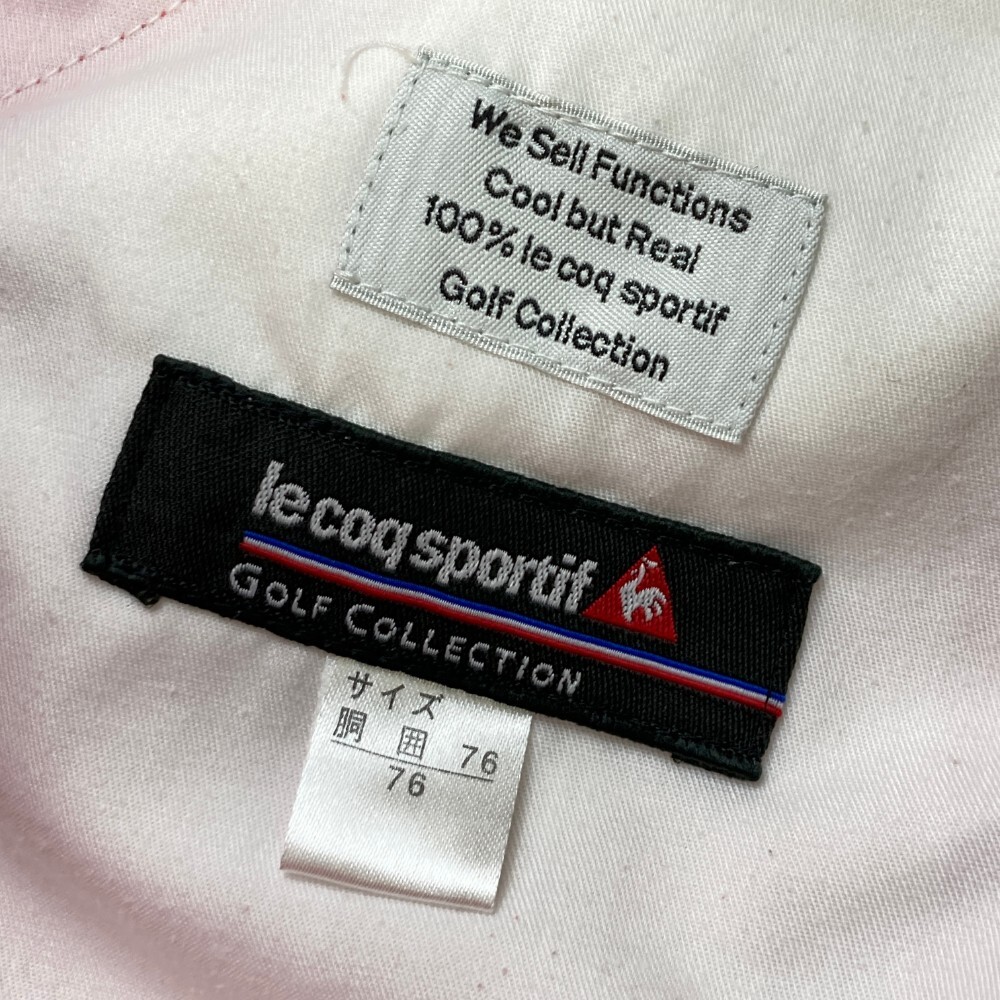 We Sell Functions
Cool but Real
100% le coq sportif
Golf Collection
le coq sportif
GOLF COLLECTION
サイズ
胴囲 76
76